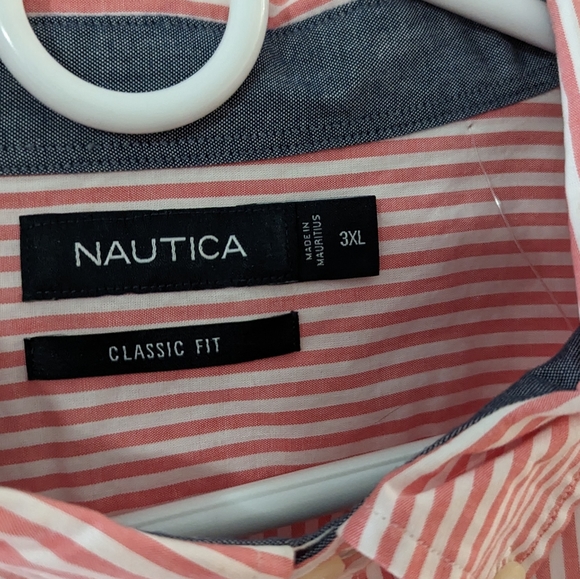 NAUTICA
MADE IN
MAURITIUS
3XL
CLASSIC FIT